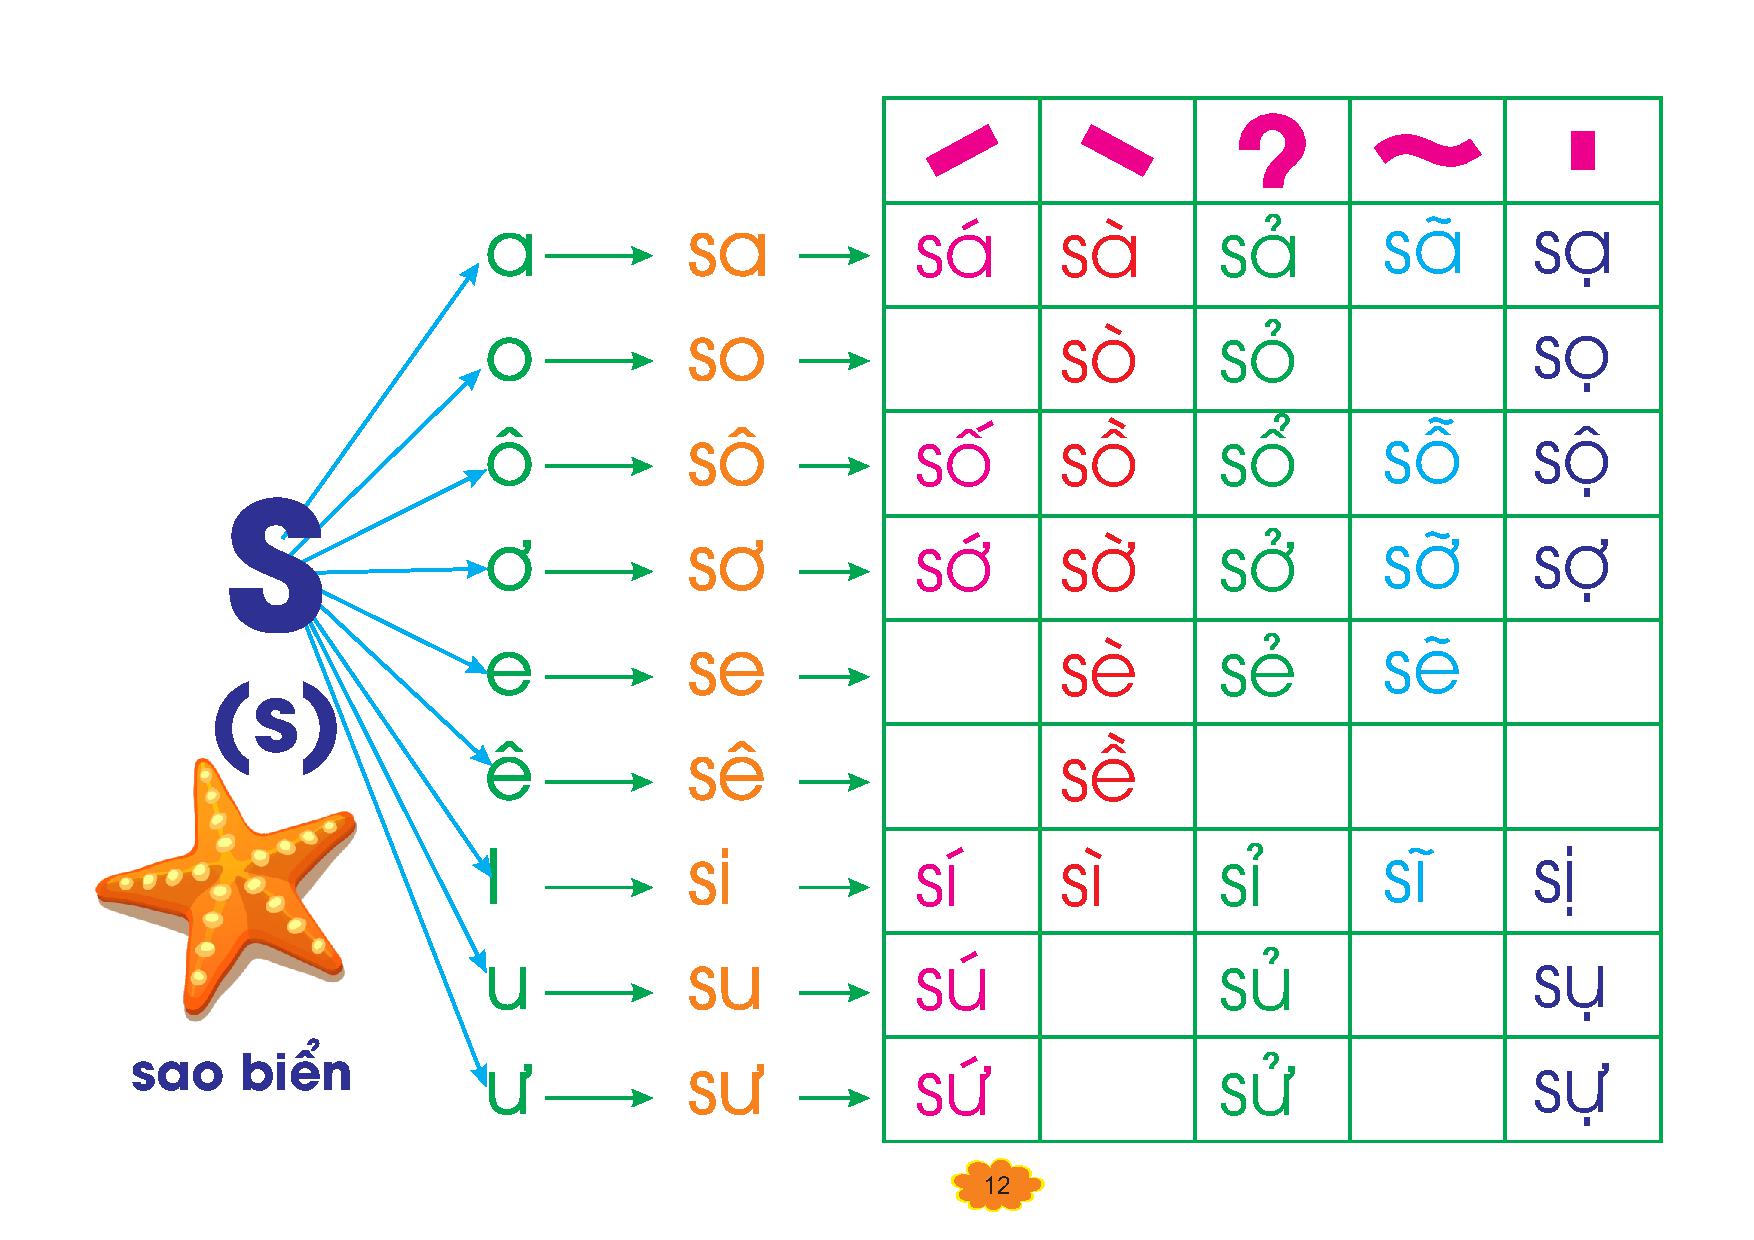 ´ ` ? ~ .
a sa sá sà sả sã sạ
o so sò sỏ sọ
ô sô số sồ sổ sỗ sộ
ơ sơ sớ sờ sở sỡ sợ
S
e se sè sẻ sẽ
(s)
ê sê sề
I si sí sì sỉ sĩ sị
u su sú sủ sụ
ư sư sứ sử sự
sao biển
12